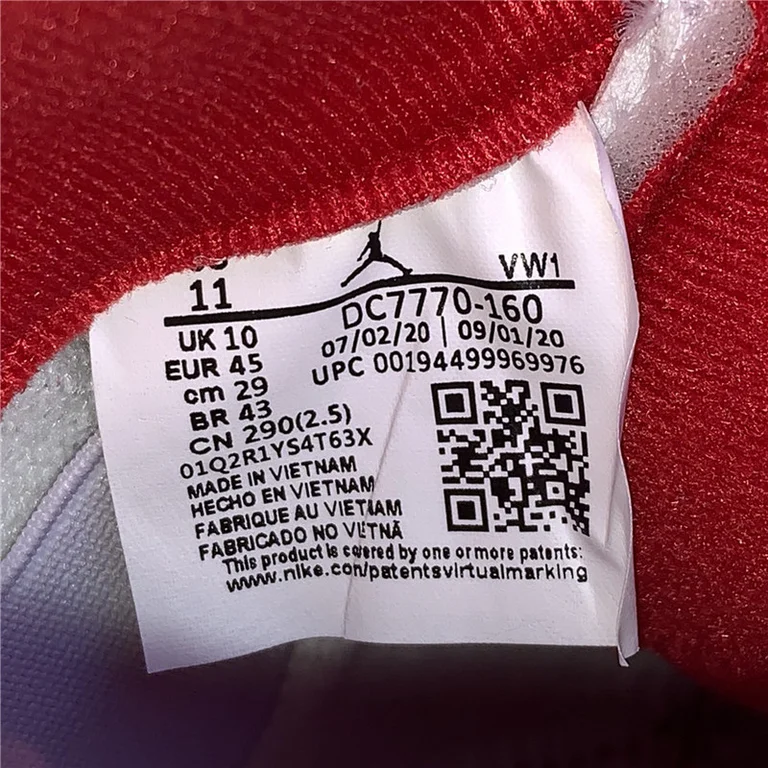 11
VW1
DC7770-160
07/02/20 | 09/01/20
UPC 00194499969976
UK 10
EUR 45
cm 29
BR 43
CN 290(2.5)
01Q2R1YS4T63X
MADE IN VIETNAM
HECHO EN VIETNAM
FABRIQUE AU VIETNAM
FABRICADO NO VIETNÃ
This product is covered by one or more patents:
www.nike.com/patentsvirtualmarking